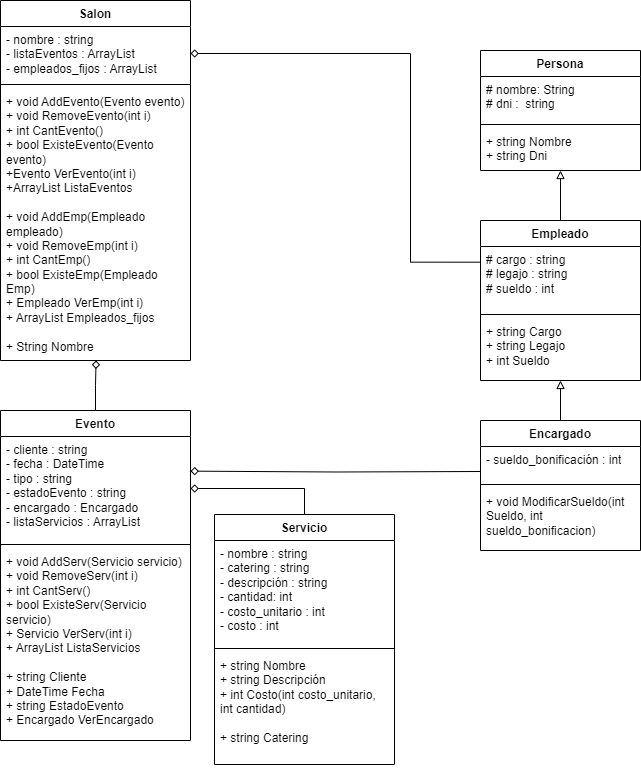 Salon
- nombre : string
- listaEventos : ArrayList
- empleados_fijos : ArrayList
+ void AddEvento(Evento evento)
+ void RemoveEvento(int i)
+ int CantEvento()
+ bool ExisteEvento(Evento
evento)
+Evento VerEvento(int i)
+ArrayList ListaEventos
+ void AddEmp(Empleado
empleado)
+ void RemoveEmp(int i)
+ int CantEmp()
+ bool ExisteEmp(Empleado
Emp)
+ Empleado VerEmp(int i)
+ ArrayList Empleados_fijos
+ String Nombre
Persona
# nombre: String
# dni : string
+ string Nombre
+ string Dni
Empleado
# cargo : string
# legajo : string
# sueldo : int
+ string Cargo
+ string Legajo
+ int Sueldo
Encargado
- sueldo_bonificación : int
+ void ModificarSueldo(int
Sueldo, int
sueldo_bonificacion)
Evento
- cliente : string
- fecha : DateTime
- tipo : string
- estadoEvento : string
- encargado : Encargado
- listaServicios : ArrayList
+ void AddServ(Servicio servicio)
+ void RemoveServ(int i)
+ int CantServ()
+ bool ExisteServ(Servicio
servicio)
+ Servicio VerServ(int i)
+ ArrayList ListaServicios
+ string Cliente
+ DateTime Fecha
+ string EstadoEvento
+ Encargado VerEncargado
Servicio
- nombre : string
- catering : string
- descripción : string
- cantidad: int
- costo_unitario : int
- costo : int
+ string Nombre
+ string Descripción
+ int Costo(int costo_unitario,
int cantidad)
+ string Catering